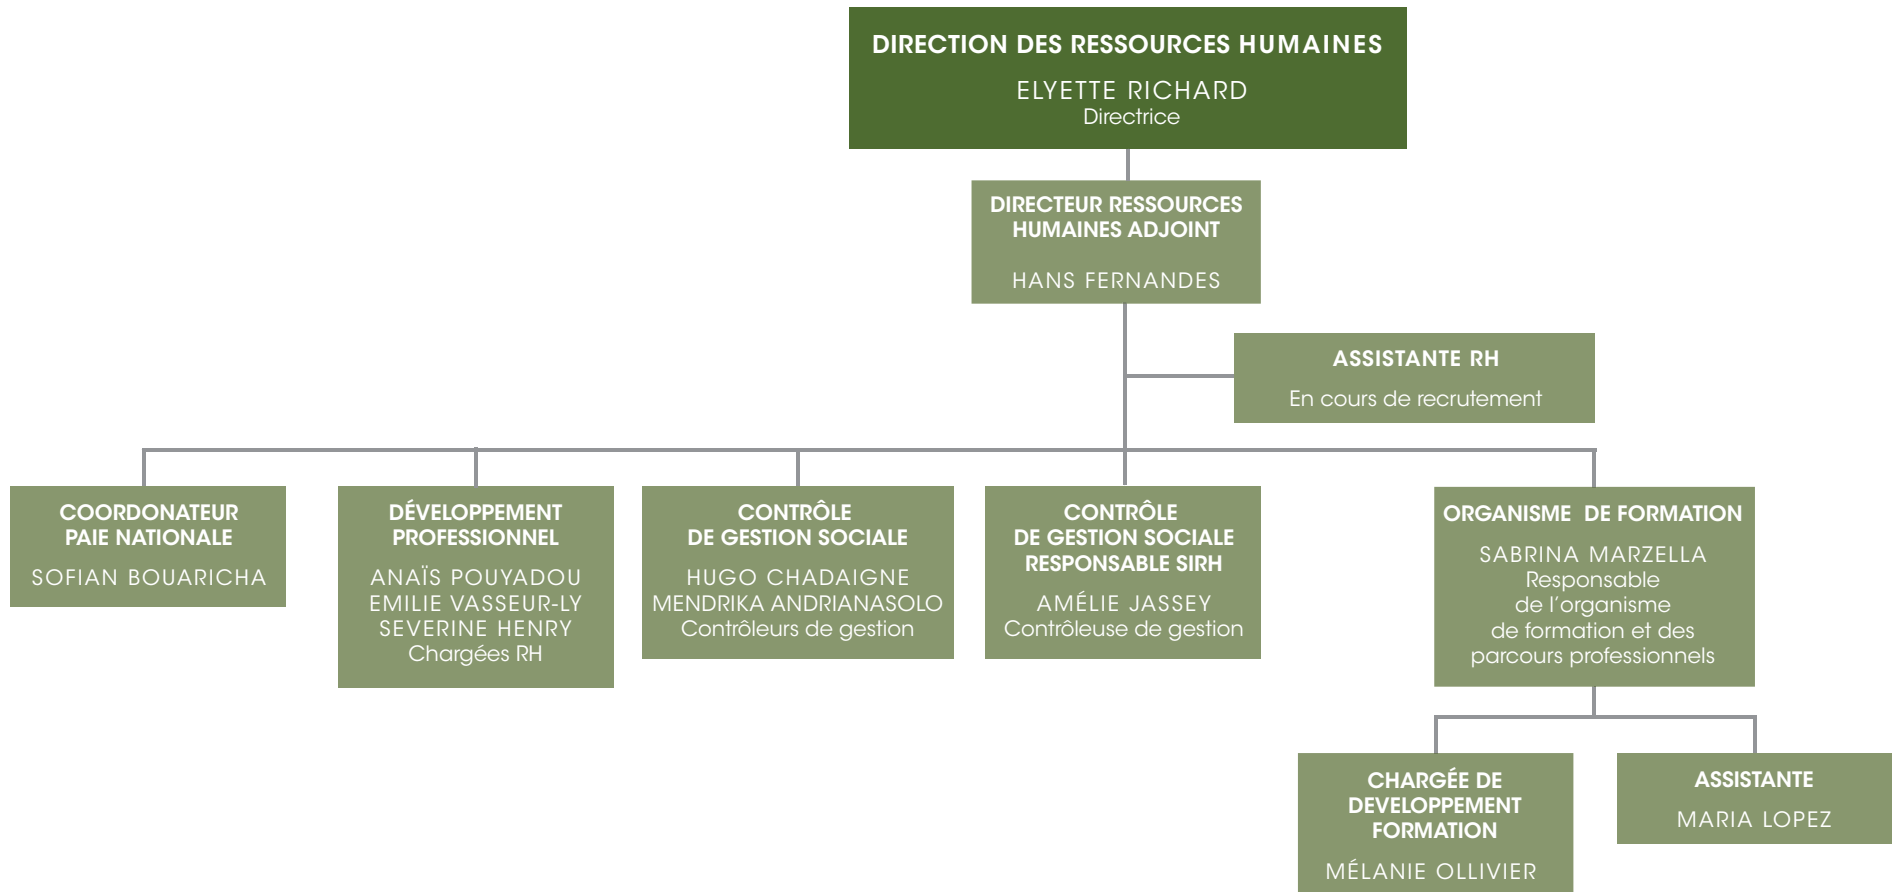 DIRECTION DES RESSOURCES HUMAINES
ELYETTE RICHARD
Directrice
DIRECTEUR RESSOURCES
HUMAINES ADJOINT
HANS FERNANDES
ASSISTANTE RH
En cours de recrutement
COORDONATEUR
PAIE NATIONALE
SOFIAN BOUARICHA
DÉVELOPPEMENT
PROFESSIONNEL
ANAÏS POUYADOU
EMILIE VASSEUR-LY
SEVERINE HENRY
Chargées RH
CONTRÔLE
DE GESTION SOCIALE
HUGO CHADAIGNE
MENDRIKA ANDRIANASOLO
Contrôleurs de gestion
CONTRÔLE
DE GESTION SOCIALE
RESPONSABLE SIRH
AMÉLIE JASSEY
Contrôleuse de gestion
ORGANISME DE FORMATION
SABRINA MARZELLA
Responsable
de l'organisme
de formation et des
parcours professionnels
CHARGÉE DE
DEVELOPPEMENT
FORMATION
MÉLANIE OLLIVIER
ASSISTANTE
MARIA LOPEZ